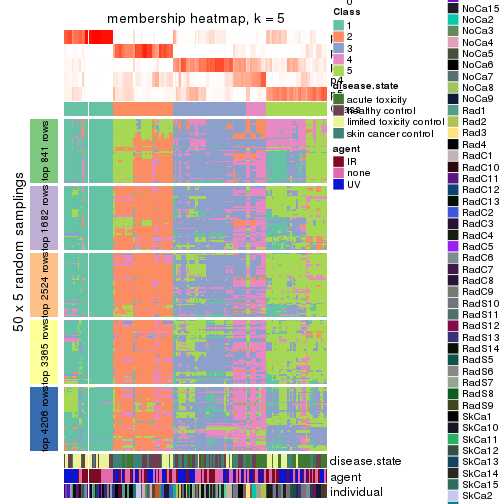 membership heatmap, k = 5
50 x 5 random samplings
top 841 rows
top 1682 rows
top 2524 rows
top 3365 rows
top 4206 rows
disease.state
agent
individual
Class
1
2
3
4
5
disease.state
acute toxicity
healthy control
limited toxicity control
skin cancer control
agent
IR
none
UV
NoCa15
NoCa2
NoCa3
NoCa4
NoCa5
NoCa6
NoCa7
NoCa8
NoCa9
Rad1
Rad2
Rad3
Rad4
RadC1
RadC10
RadC11
RadC12
RadC13
RadC2
RadC3
RadC4
RadC5
RadC6
RadC7
RadC8
RadC9
RadS10
RadS11
RadS12
RadS13
RadS14
RadS5
RadS6
RadS7
RadS8
RadS9
SkCa1
SkCa10
SkCa11
SkCa12
SkCa13
SkCa14
SkCa15
SkCa2